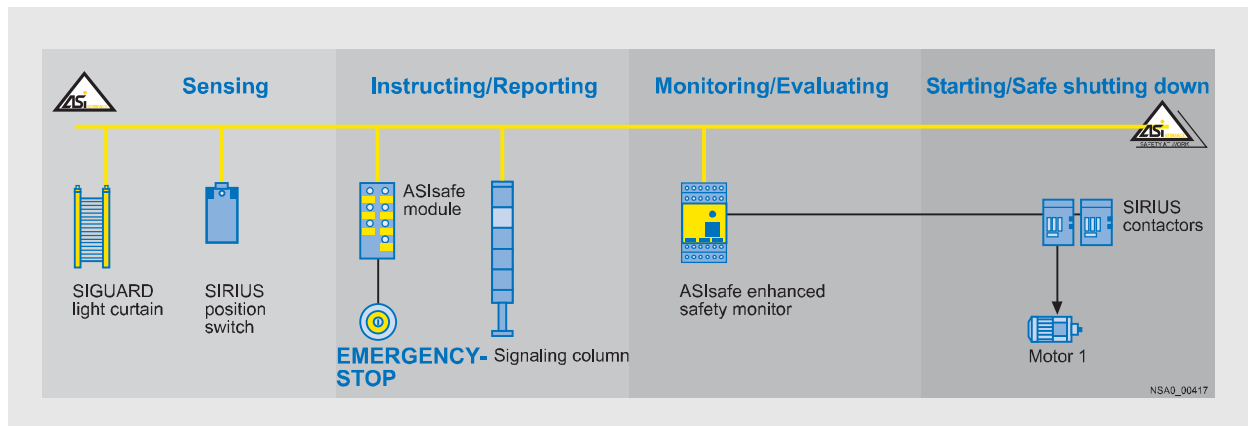 Sensing
Instructing/Reporting
Monitoring/Evaluating
Starting/Safe shutting down
ASi
ASi
SAFETY AT WORK
ASIsafe
module
SIRIUS
contactors
SIGUARD
light curtain
SIRIUS
position
switch
ASIsafe enhanced
safety monitor
EMERGENCY-
STOP
Signaling column
Motor 1
NSA0_00417